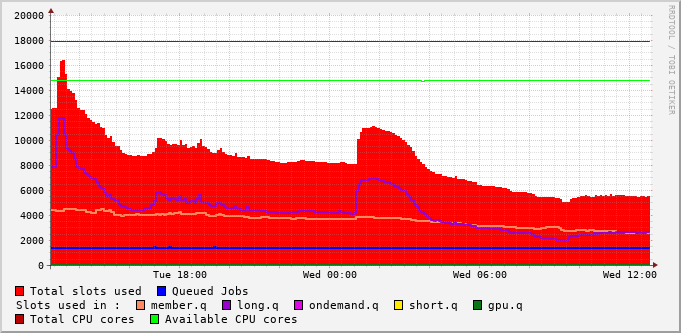 20000
18000
16000
14000
12000
10000
8000
6000
4000
2000
0
Tue 18:00 Wed 00:00 Wed 06:00 Wed 12:00
Total slots used Queued Jobs
Slots used in : member.q long.q ondemand.q short.q gpu.q
Total CPU cores Available CPU cores
RRDTOOL / TOBI OETIKER